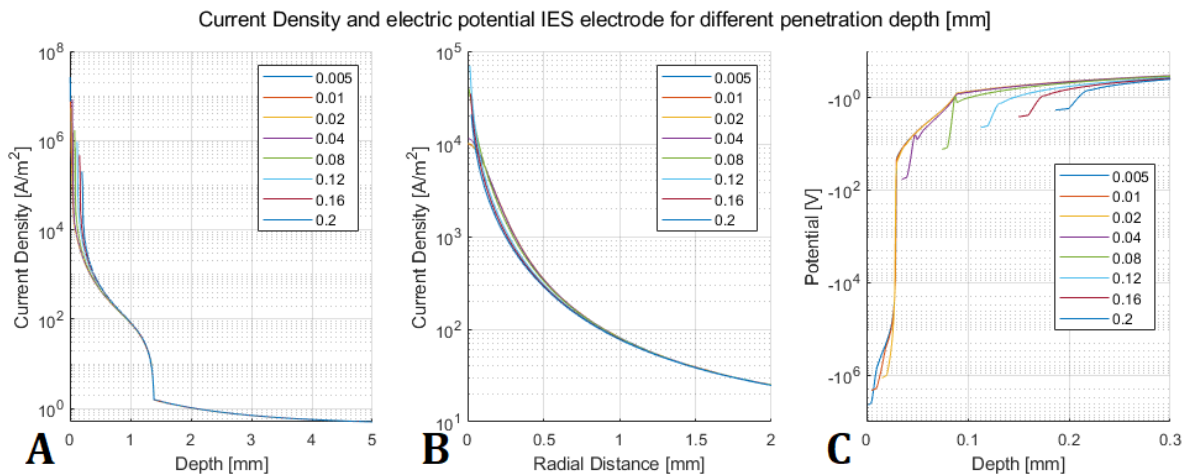 Current Density and electric potential IES electrode for different penetration depth [mm]
10^8
10^6
10^4
10^2
10^0
Current Density [A/m^2]
0 1 2 3 4 5
Depth [mm]
0.005
0.01
0.02
0.04
0.08
0.12
0.16
0.2
A
10^5
10^4
10^3
10^2
10^1
Current Density [A/m^2]
0 0.5 1 1.5 2
Radial Distance [mm]
0.005
0.01
0.02
0.04
0.08
0.12
0.16
0.2
B
-10^0
-10^2
-10^4
-10^6
Potential [V]
0 0.1 0.2 0.3
Depth [mm]
0.005
0.01
0.02
0.04
0.08
0.12
0.16
0.2
C